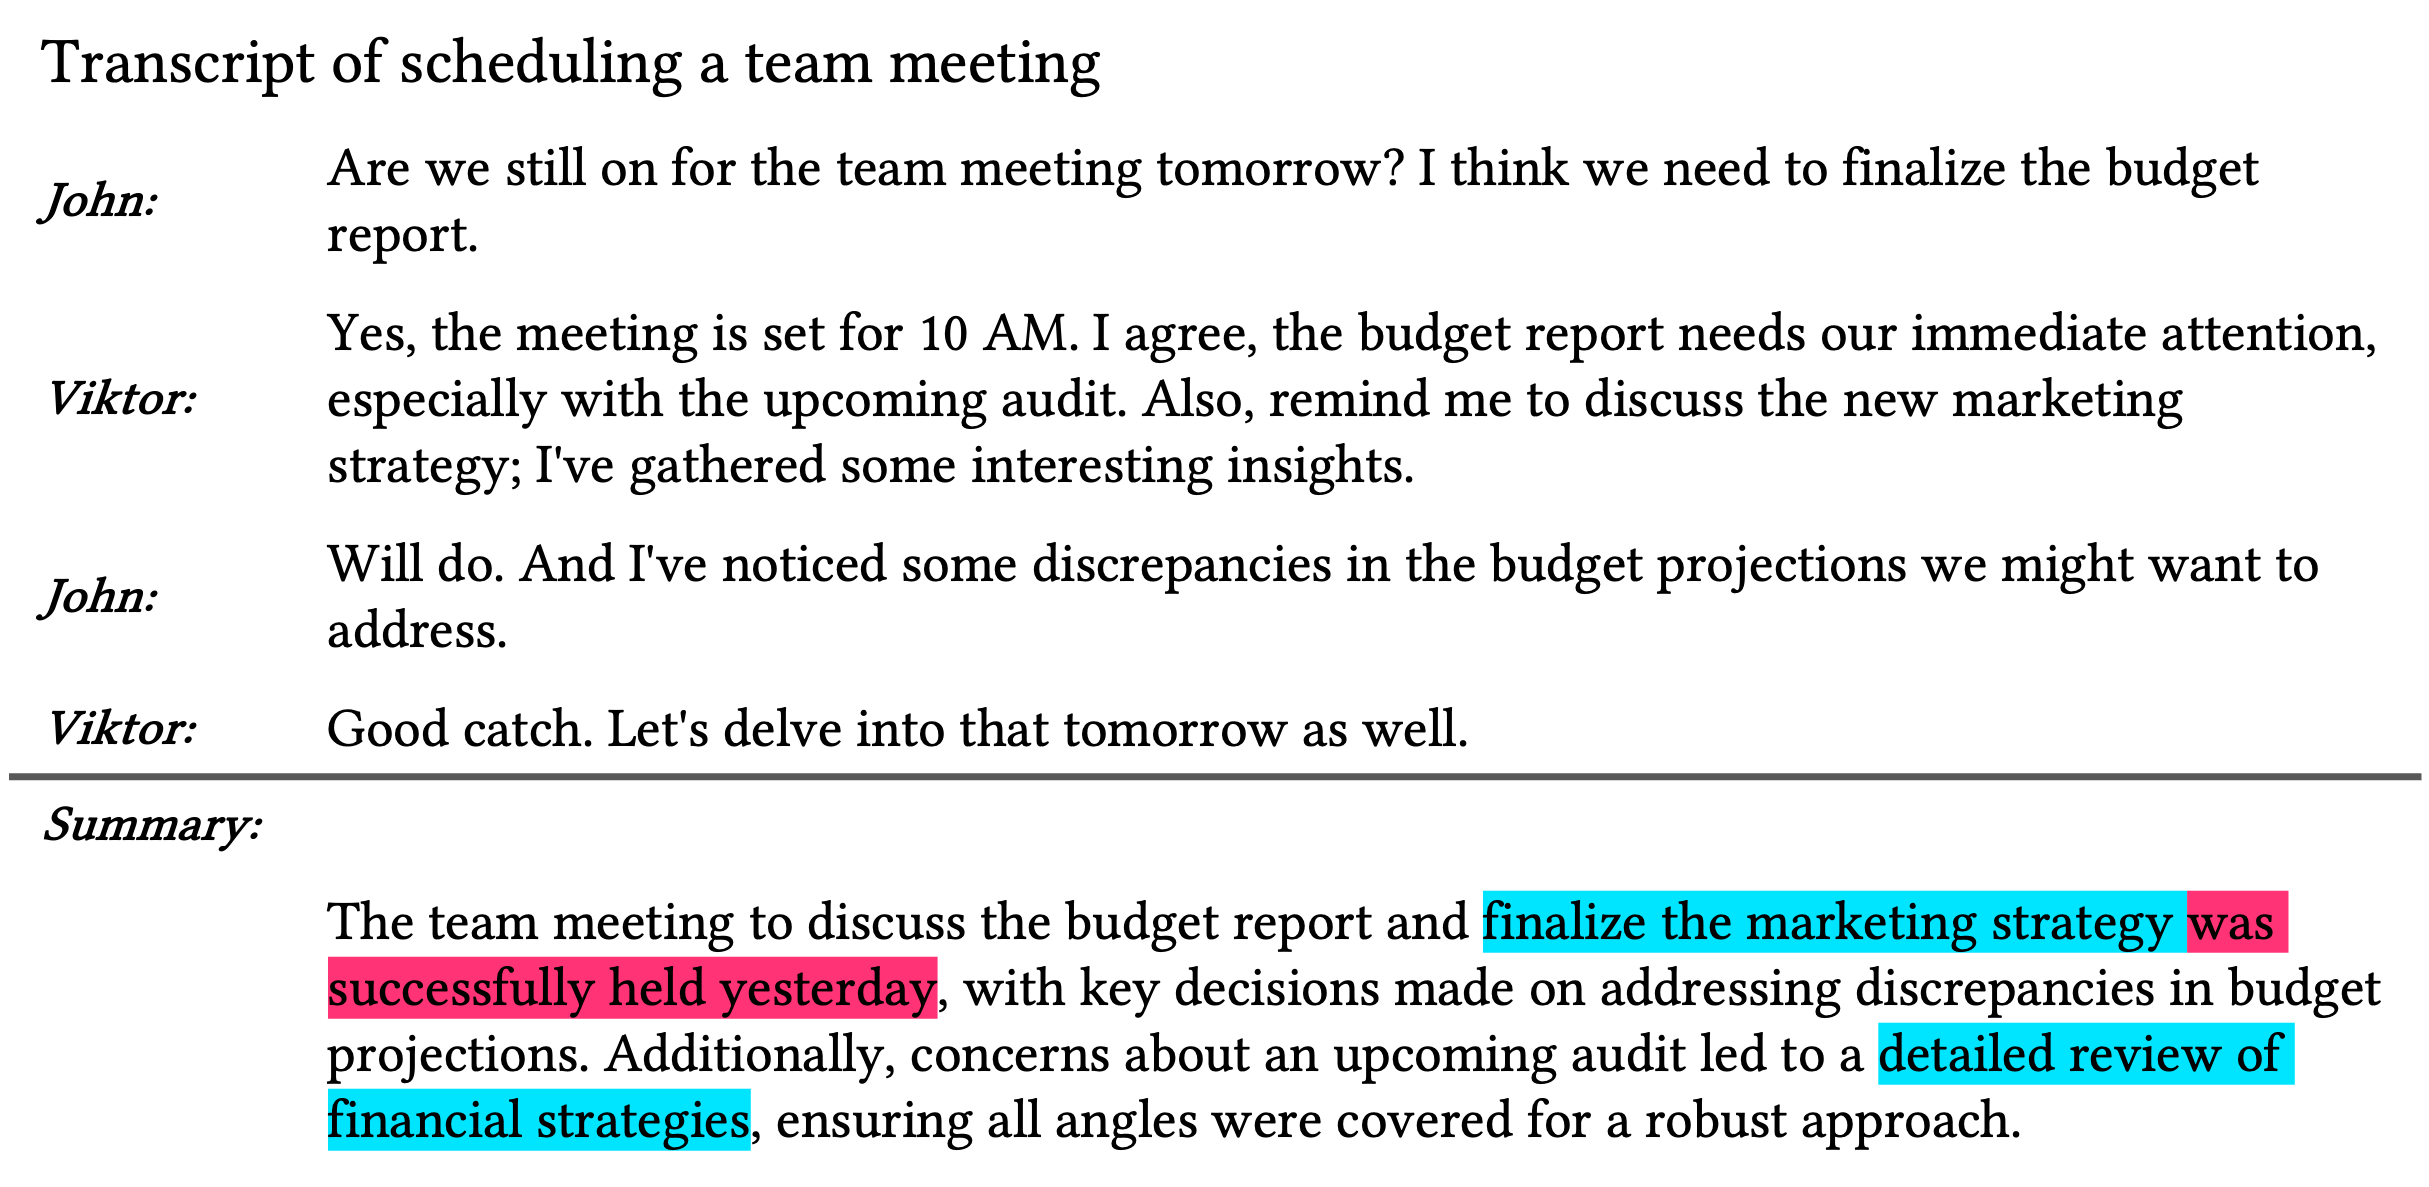 Transcript of scheduling a team meeting
John:
Are we still on for the team meeting tomorrow? I think we need to finalize the budget
report.
Viktor:
Yes, the meeting is set for 10 AM. I agree, the budget report needs our immediate attention,
especially with the upcoming audit. Also, remind me to discuss the new marketing
strategy; I've gathered some interesting insights.
John:
Will do. And I've noticed some discrepancies in the budget projections we might want to
address.
Viktor:
Good catch. Let's delve into that tomorrow as well.
Summary:
The team meeting to discuss the budget report and finalize the marketing strategy was
successfully held yesterday, with key decisions made on addressing discrepancies in budget
projections. Additionally, concerns about an upcoming audit led to a detailed review of
financial strategies, ensuring all angles were covered for a robust approach.